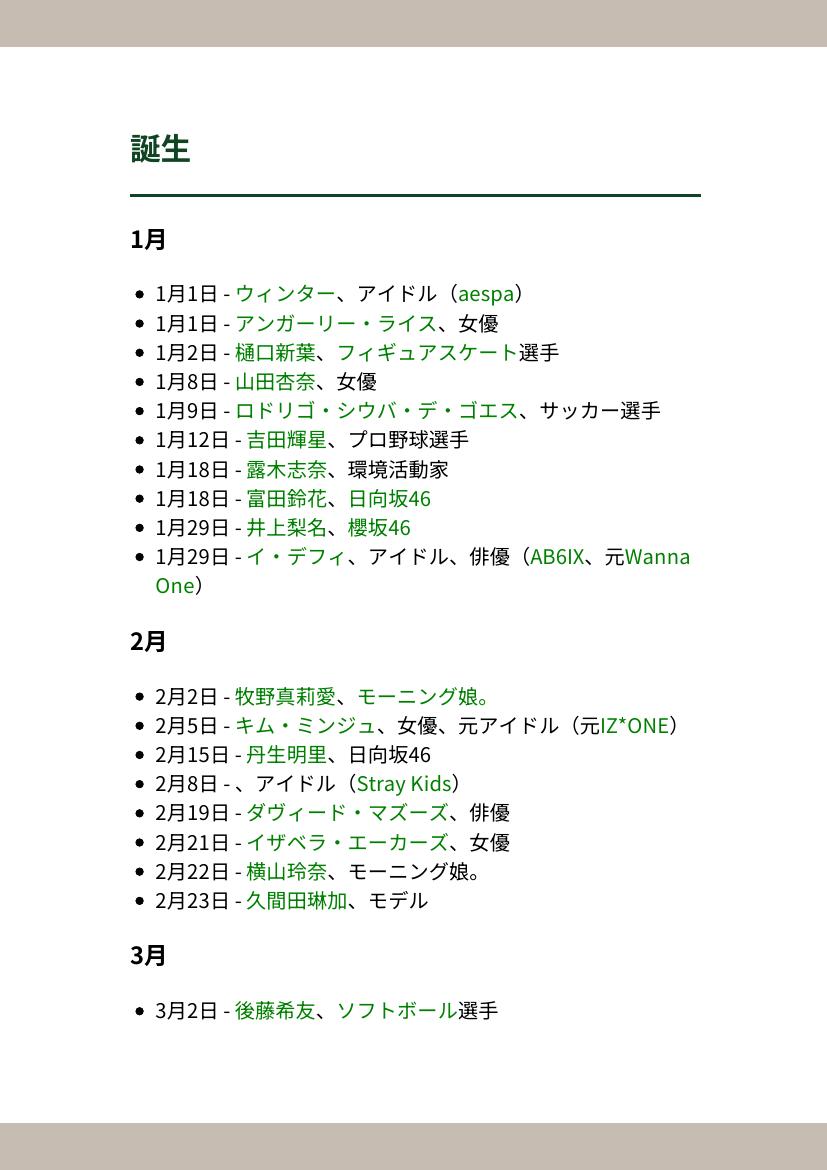 誕生
1月
1月1日 - ウィンター、アイドル（aespa）
1月1日 - アンガーリー・ライス、女優
1月2日 - 樋口新葉、フィギュアスケート選手
1月8日 - 山田杏奈、女優
1月9日 - ロドリゴ・シウバ・デ・ゴエス、サッカー選手
1月12日 - 吉田輝星、プロ野球選手
1月18日 - 露木志奈、環境活動家
1月18日 - 富田鈴花、日向坂46
1月29日 - 井上梨名、櫻坂46
1月29日 - イ・デフィ、アイドル、俳優（AB6IX、元Wanna
One）
2月
2月2日 - 牧野真莉愛、モーニング娘。
2月5日 - キム・ミンジュ、女優、元アイドル（元IZ*ONE）
2月15日 - 丹生明里、日向坂46
2月8日 - 、アイドル（Stray Kids）
2月19日 - ダヴィード・マズーズ、俳優
2月21日 - イザベラ・エーカーズ、女優
2月22日 - 横山玲奈、モーニング娘。
2月23日 - 久間田琳加、モデル
3月
3月2日 - 後藤希友、ソフトボール選手